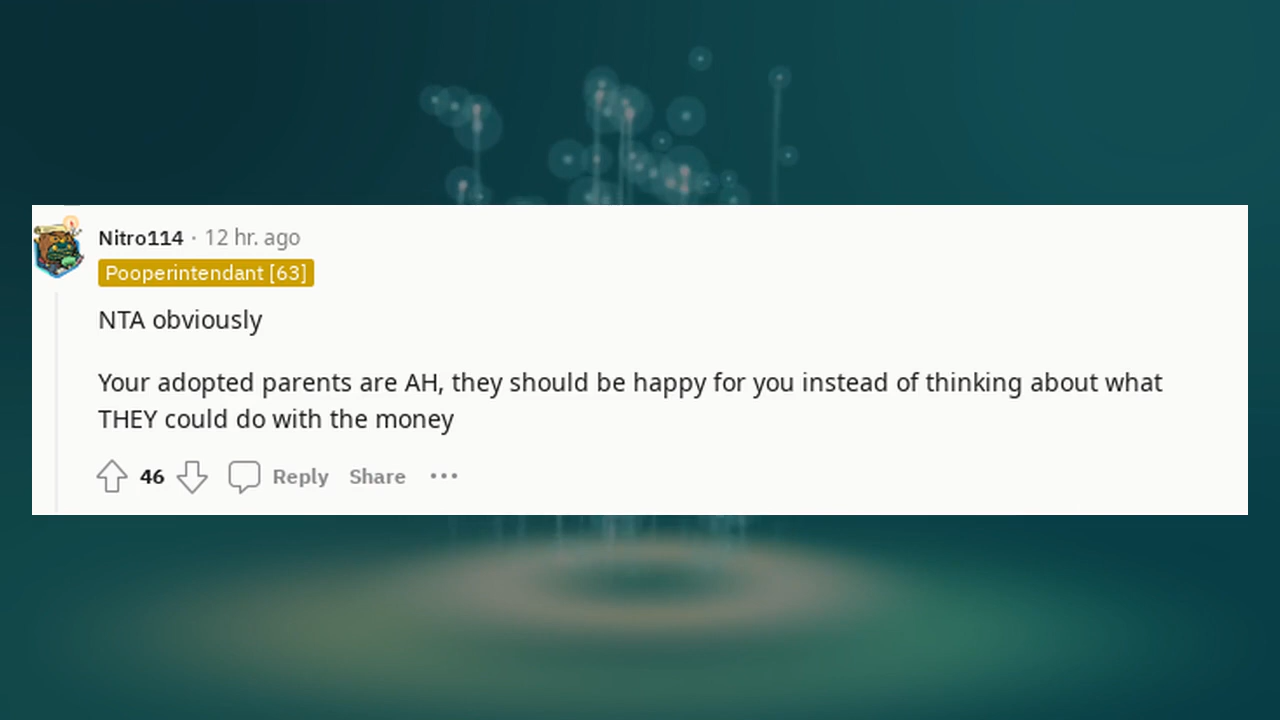 Nitro114 · 12 hr. ago
Pooperintendant [63]
NTA obviously
Your adopted parents are AH, they should be happy for you instead of thinking about what
THEY could do with the money
46 Reply Share ···